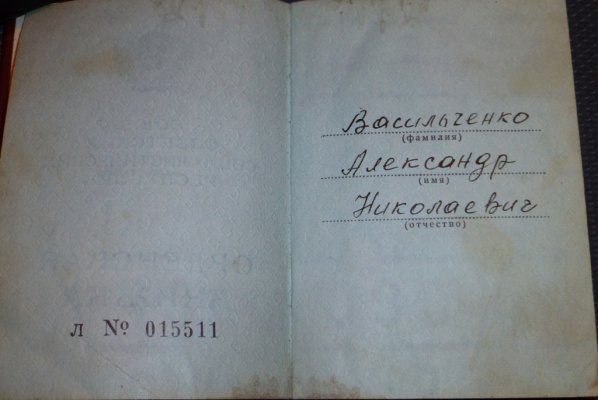 л № 015511
Васильченко
(фамилия)
Александр
(имя)
Николаевич
(отчество)